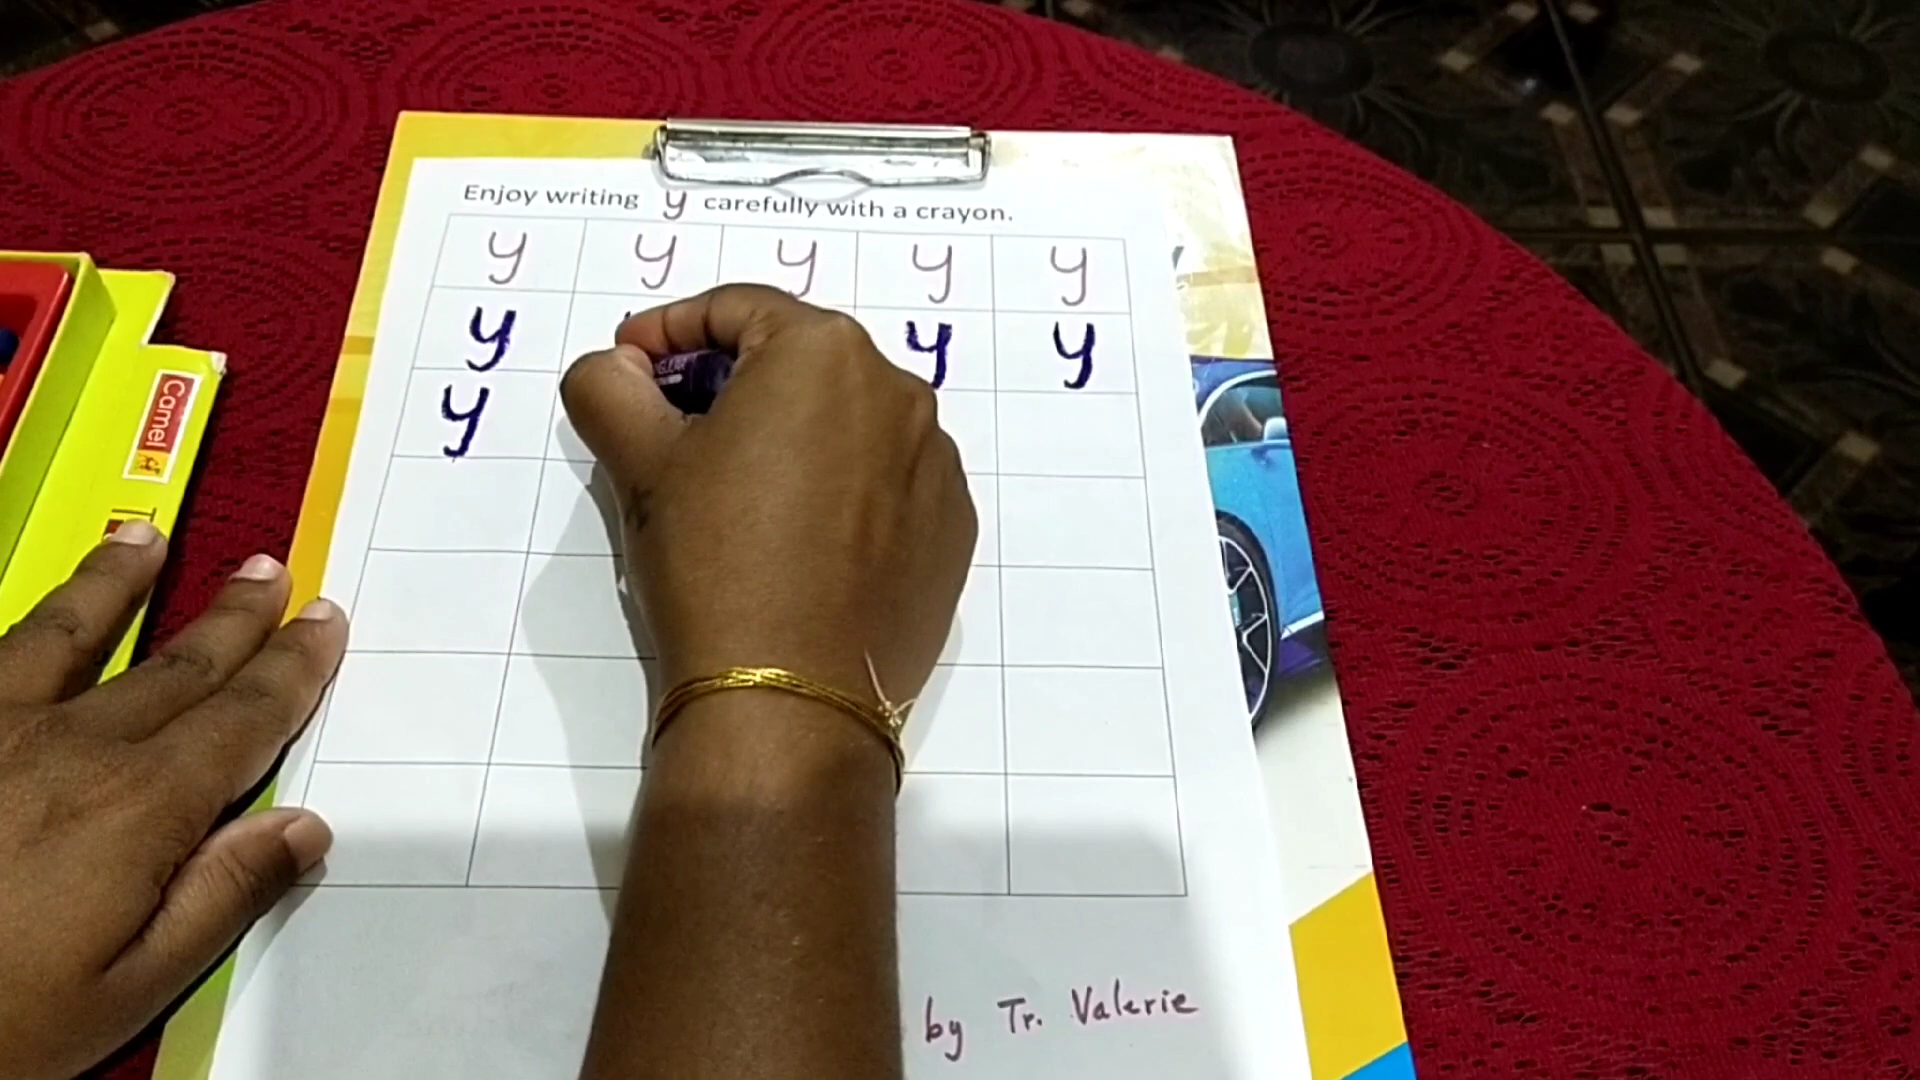 Enjoy writing y carefully with a crayon.
y y y y y
y y y
y
Camel
by Tr. Valerie